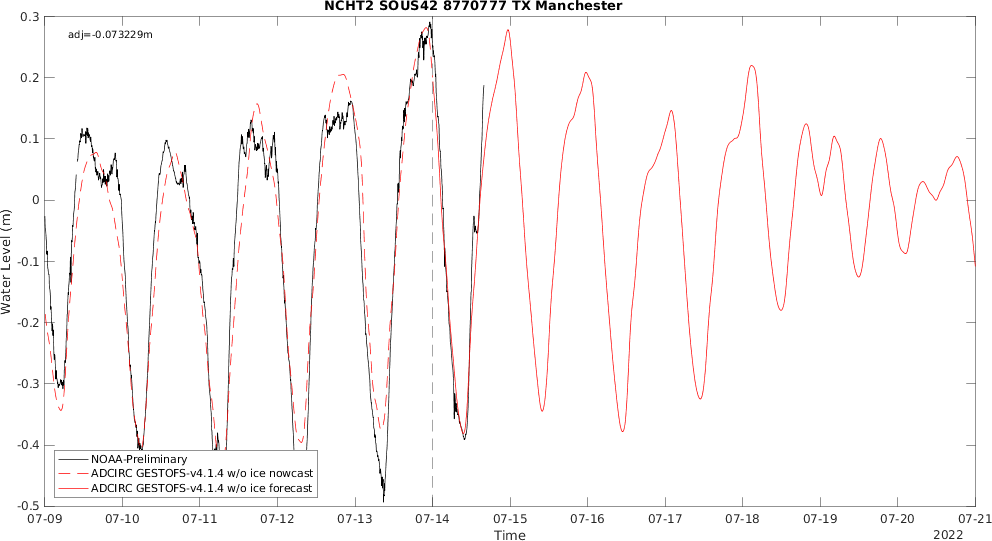 NCHT2 SOUS42 8770777 TX Manchester
adj=-0.073229m
0.3
0.2
0.1
0
-0.1
-0.2
-0.3
-0.4
-0.5
Water Level (m)
NOAA-Preliminary
ADCIRC GESTOFS-v4.1.4 w/o ice nowcast
ADCIRC GESTOFS-v4.1.4 w/o ice forecast
07-09 07-10 07-11 07-12 07-13 07-14 07-15 07-16 07-17 07-18 07-19 07-20 07-21
Time
2022